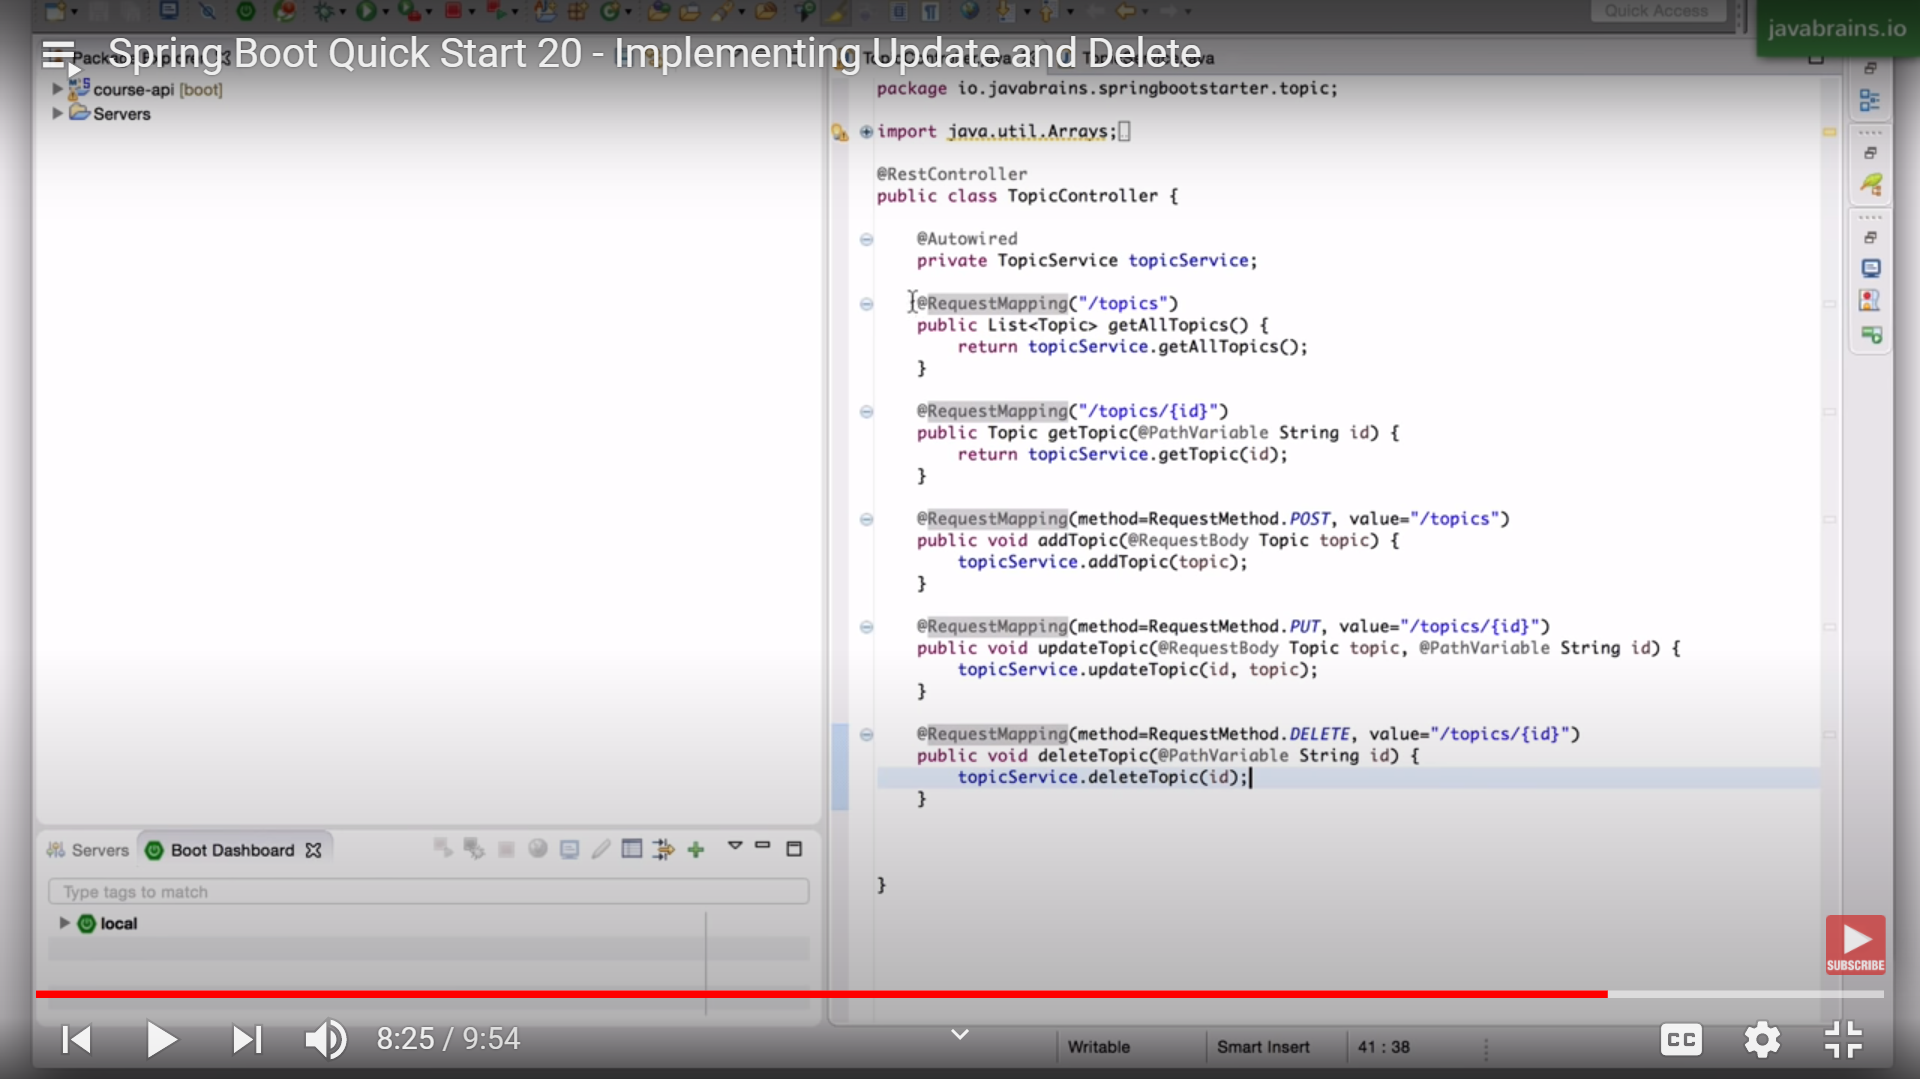 Quick Access
javabrains.io
Spring Boot Quick Start 20 - Implementing Update and Delete
course-api [boot]
Servers
package io.javabrains.springbootstarter.topic;
import java.util.Arrays;
@RestController
public class TopicController {
@Autowired
private TopicService topicService;
@RequestMapping("/topics")
public List<Topic> getAllTopics() {
return topicService.getAllTopics();
}
@RequestMapping("/topics/{id}")
public Topic getTopic(@PathVariable String id) {
return topicService.getTopic(id);
}
@RequestMapping(method=RequestMethod.POST, value="/topics")
public void addTopic(@RequestBody Topic topic) {
topicService.addTopic(topic);
}
@RequestMapping(method=RequestMethod.PUT, value="/topics/{id}")
public void updateTopic(@RequestBody Topic topic, @PathVariable String id) {
topicService.updateTopic(id, topic);
}
@RequestMapping(method=RequestMethod.DELETE, value="/topics/{id}")
public void deleteTopic(@PathVariable String id) {
topicService.deleteTopic(id);
}
}
Servers
Boot Dashboard
Type tags to match
local
SUBSCRIBE
8:25 / 9:54
Writable
Smart Insert
41 : 38
CC